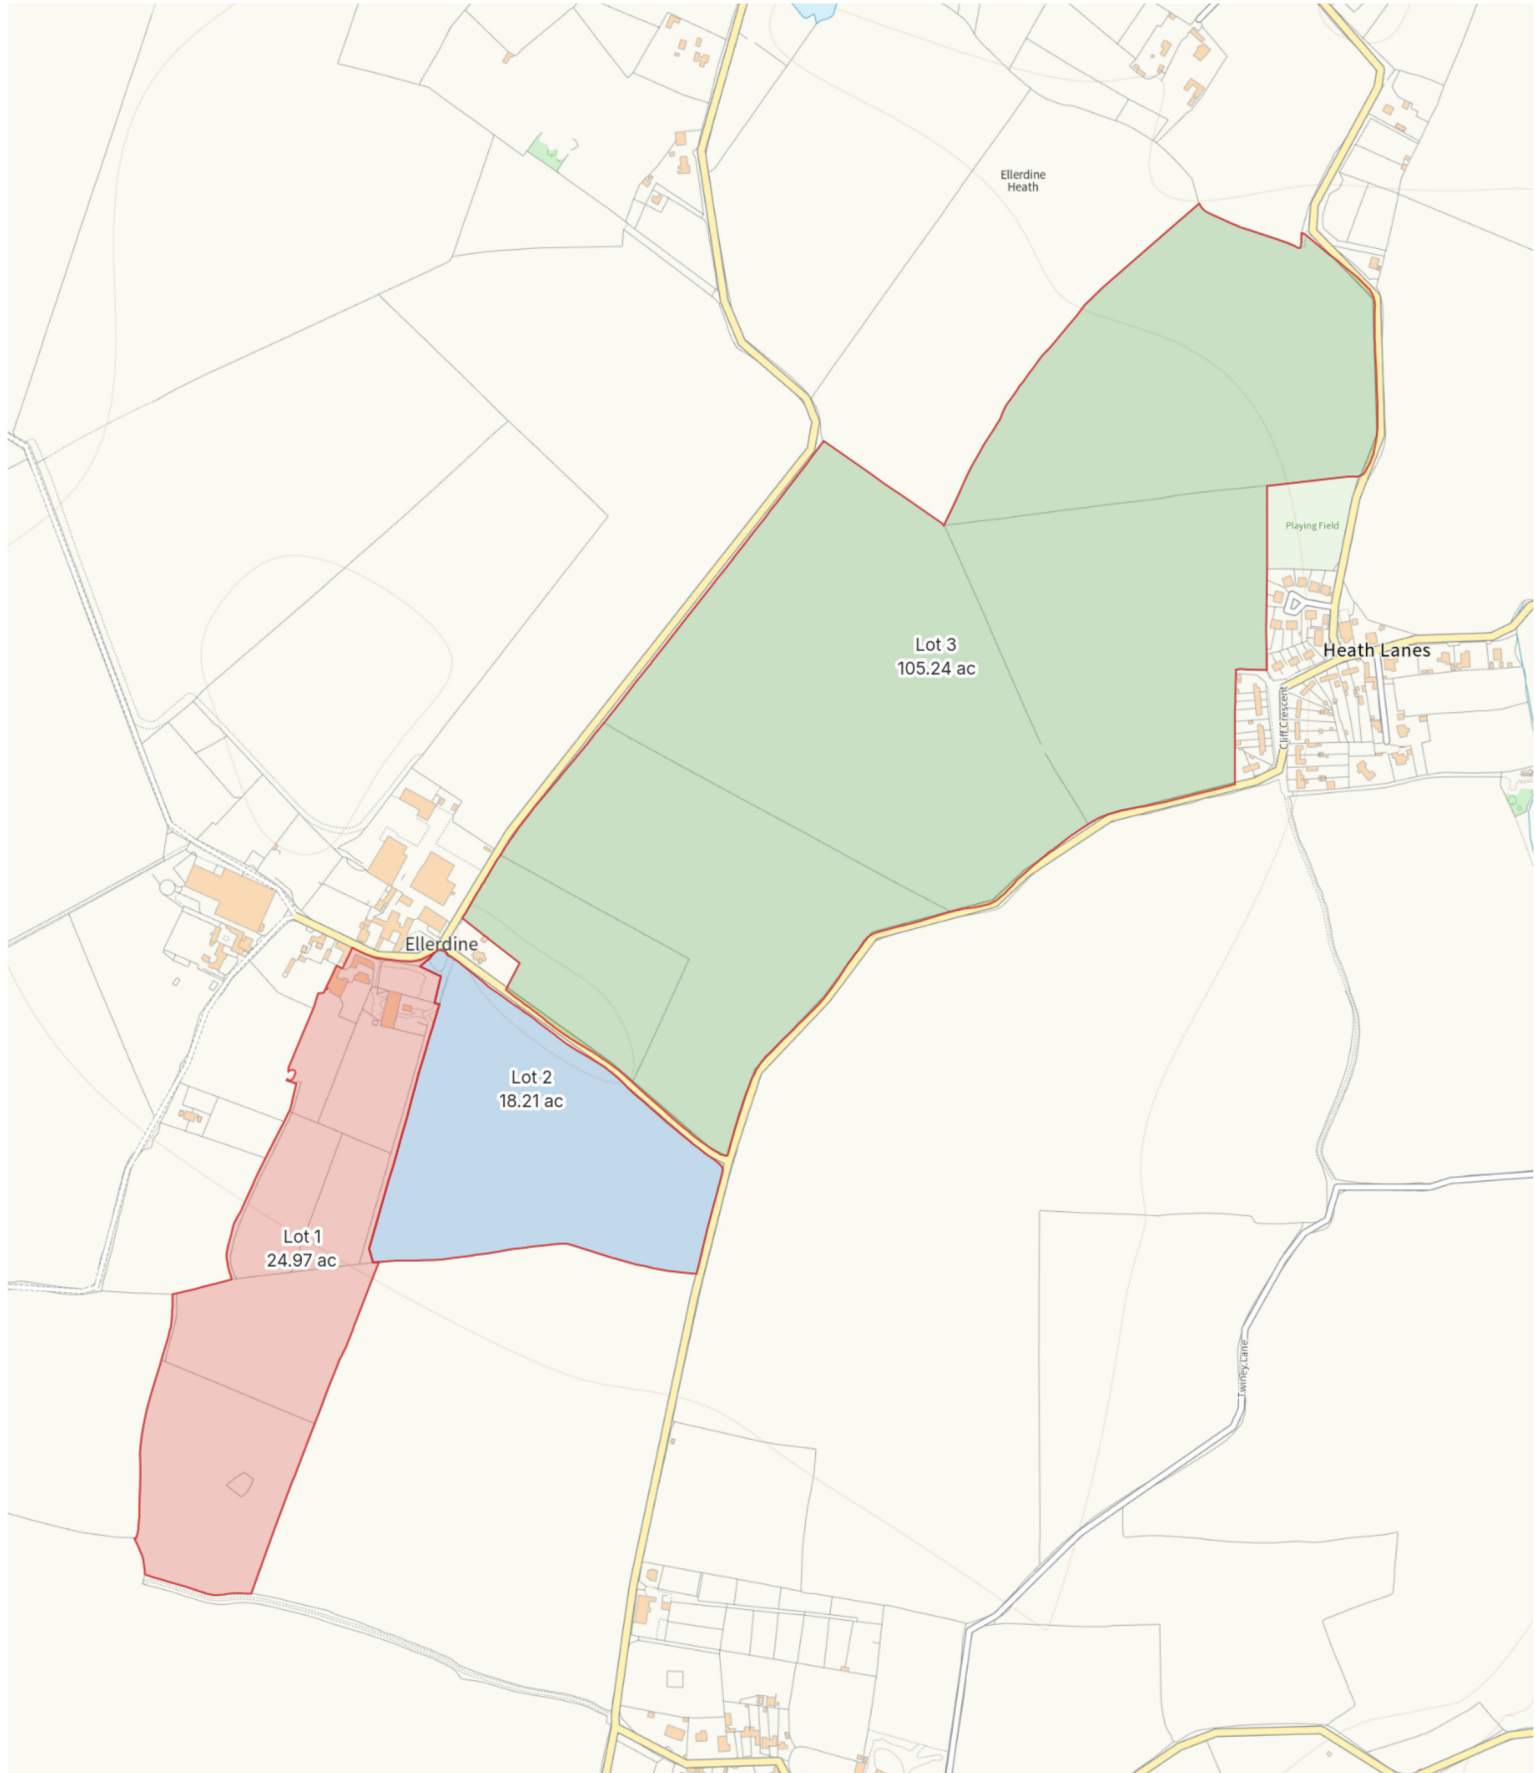 Ellerdine
Heath
Playing Field
Lot 3
105.24 ac
Heath Lanes
Cliff Crescent
Ellerdine
Lot 2
18.21 ac
Lot 1
24.97 ac
Twiney Lane